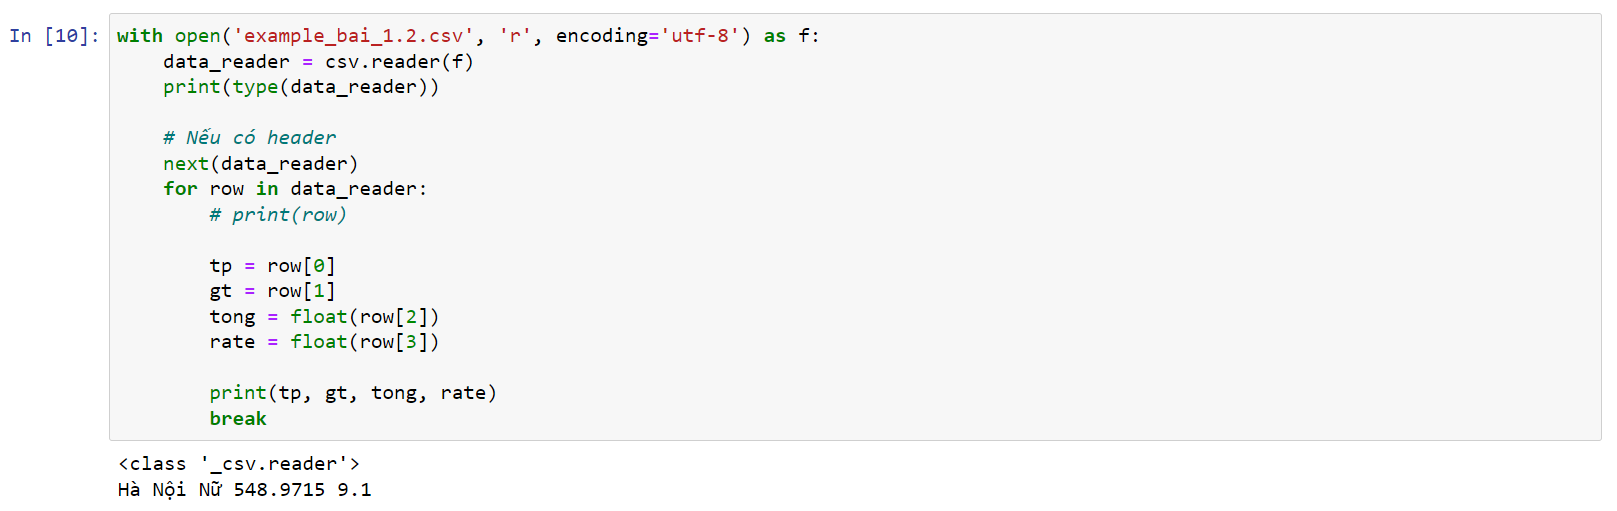 In [10]: with open('example_bai_1.2.csv', 'r', encoding='utf-8') as f:
    data_reader = csv.reader(f)
    print(type(data_reader))

    # Nếu có header
    next(data_reader)
    for row in data_reader:
        # print(row)

        tp = row[0]
        gt = row[1]
        tong = float(row[2])
        rate = float(row[3])

        print(tp, gt, tong, rate)
        break

<class '_csv.reader'>
Hà Nội Nữ 548.9715 9.1